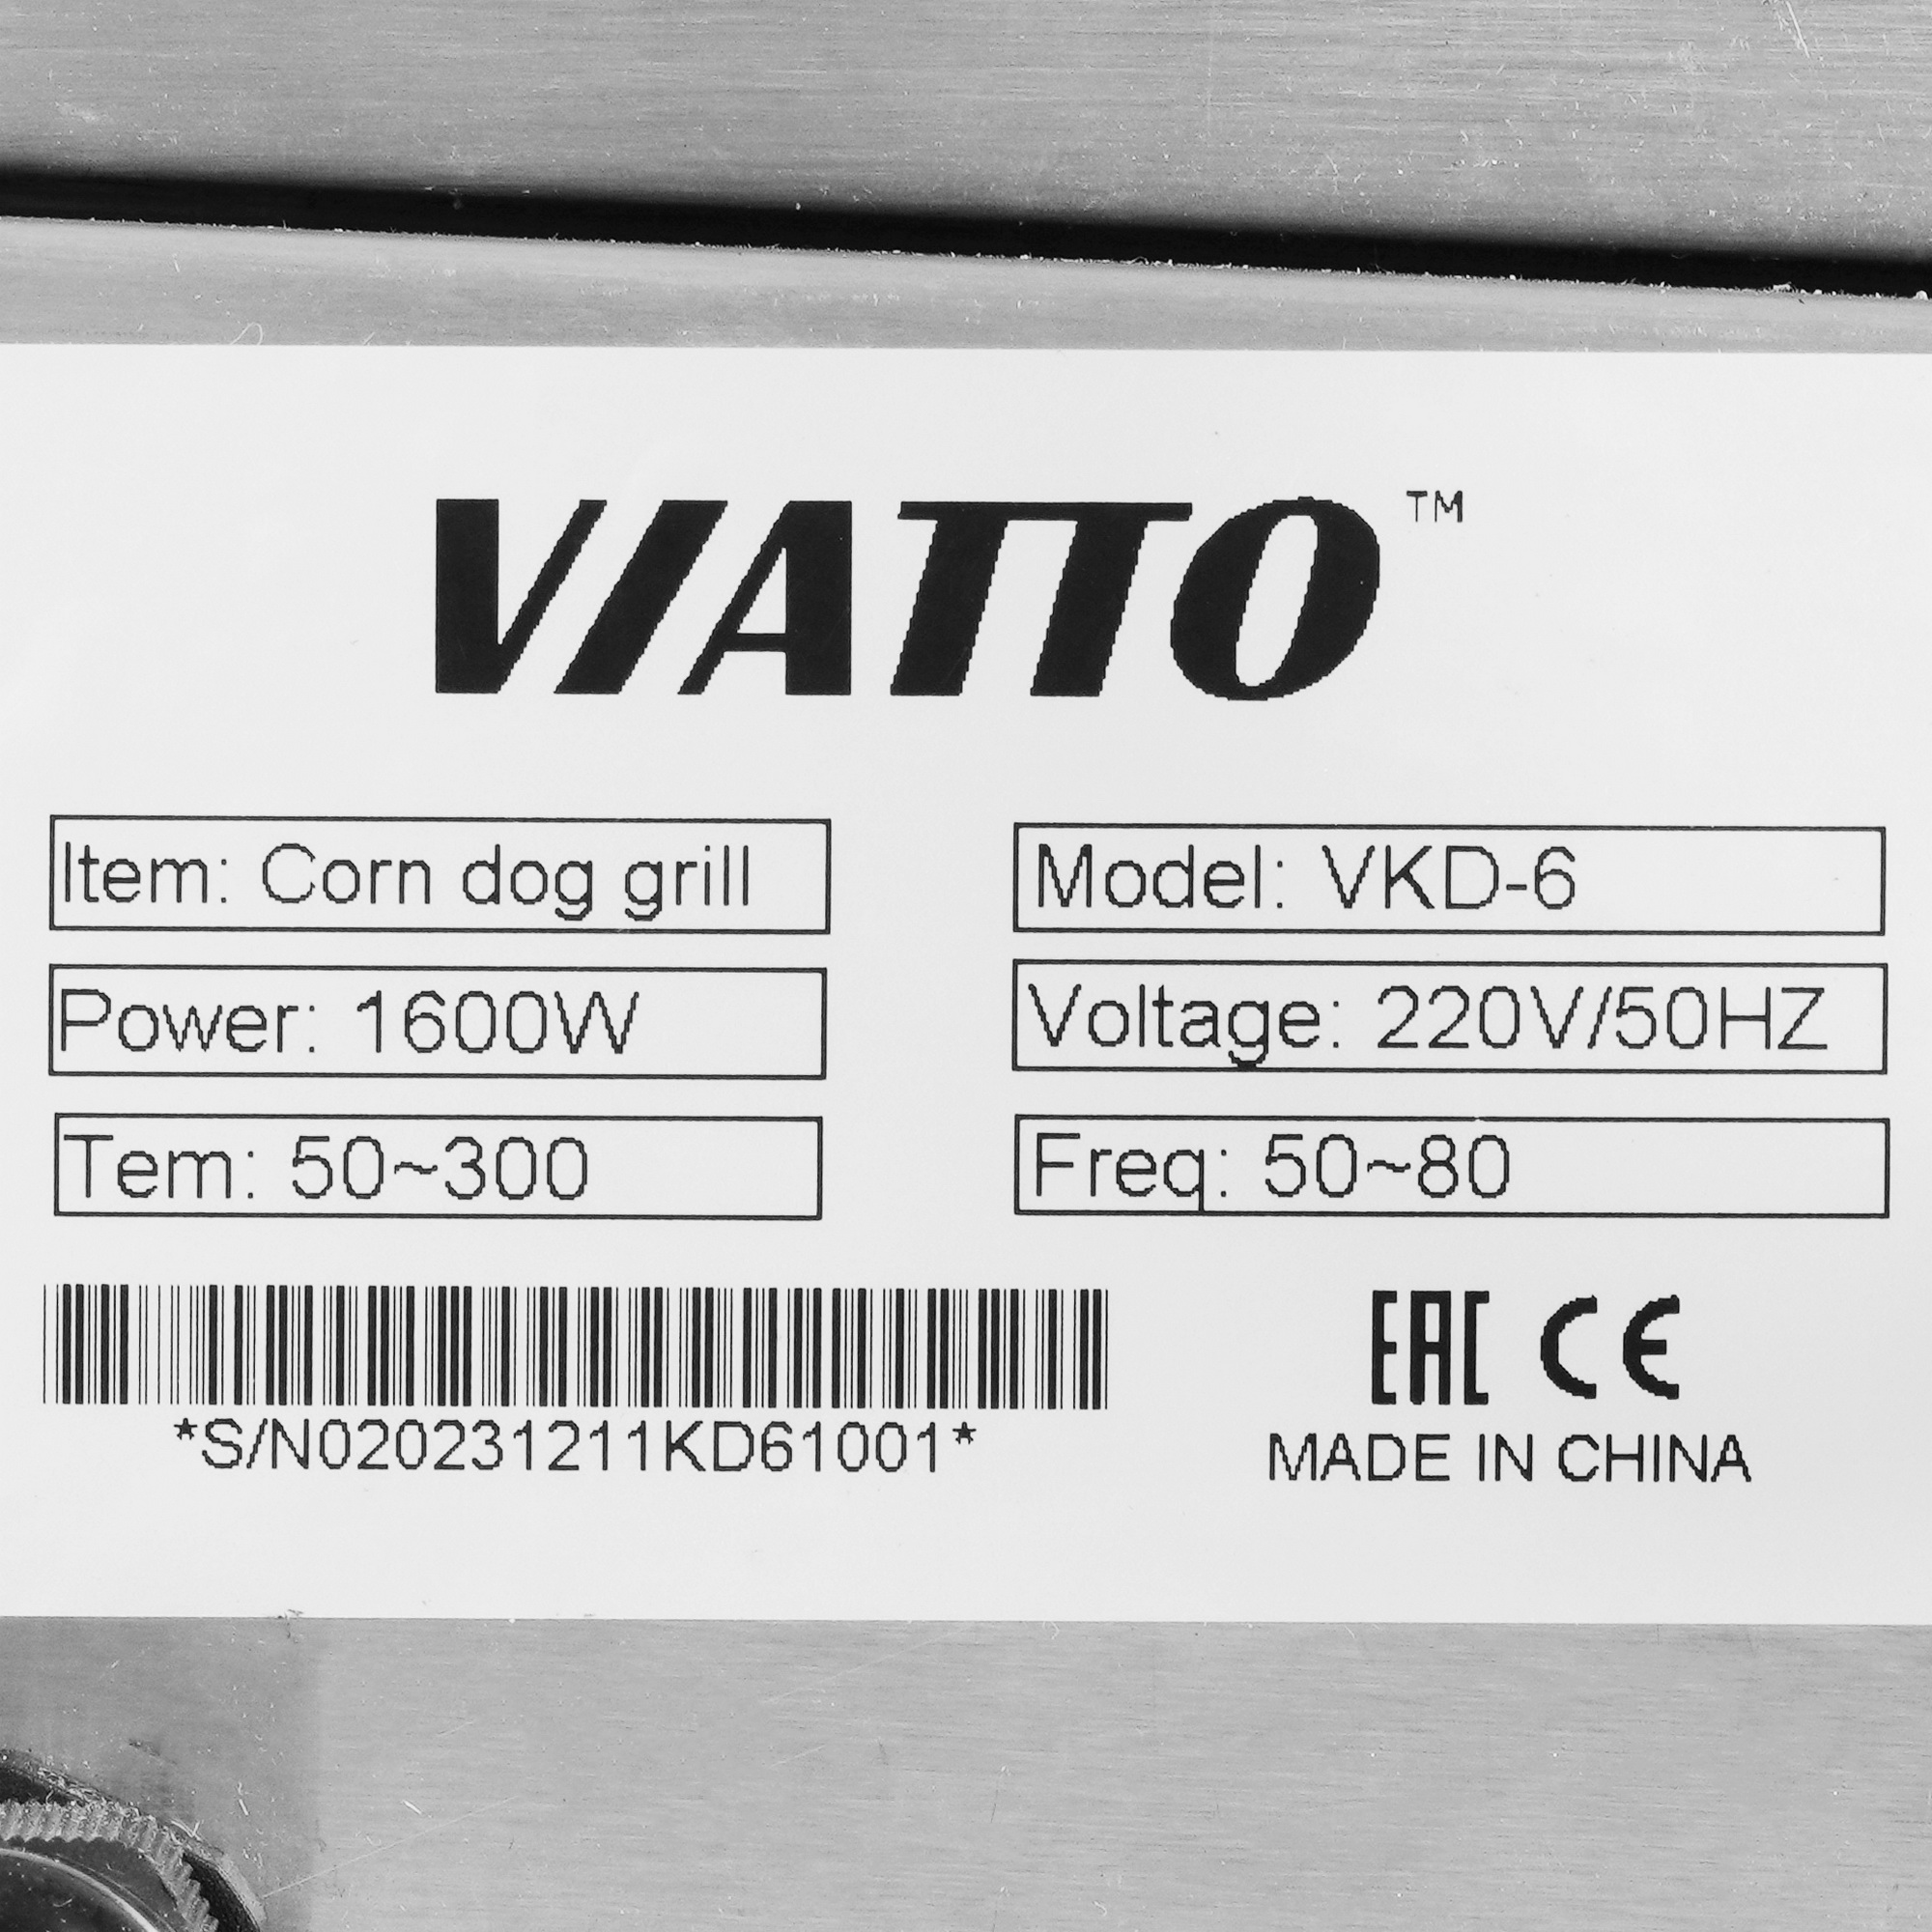 VIATTO™
Item: Corn dog grill
Model: VKD-6
Power: 1600W
Voltage: 220V/50HZ
Tem: 50~300
Freq: 50~80
*S/N020231211KD61001*
EAC CE
MADE IN CHINA